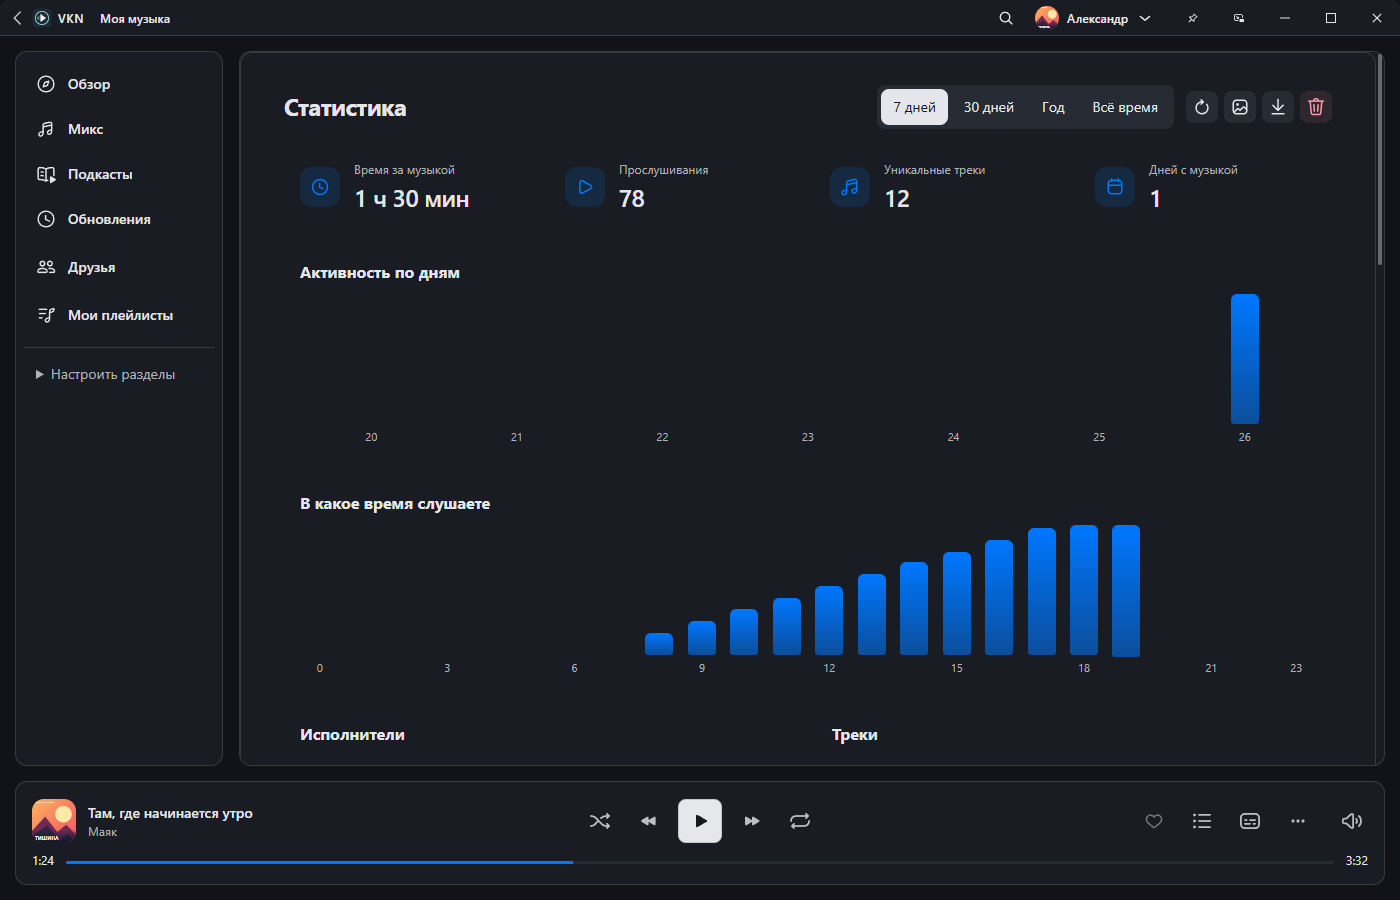 VKN Моя музыка
Александр
Обзор
Микс
Подкасты
Обновления
Друзья
Мои плейлисты
Настроить разделы
Статистика
7 дней 30 дней Год Всё время
Время за музыкой
1 ч 30 мин
Прослушивания
78
Уникальные треки
12
Дней с музыкой
1
Активность по дням
20 21 22 23 24 25 26
В какое время слушаете
0 3 6 9 12 15 18 21 23
Исполнители Треки
ТИШИНА
Там, где начинается утро
Маяк
1:24 3:32